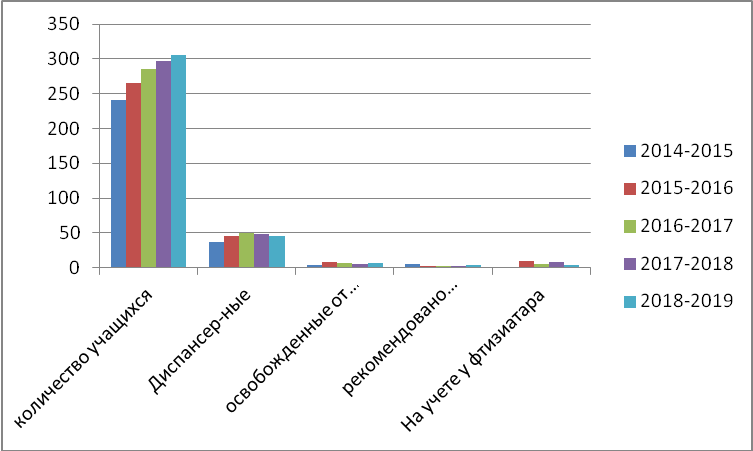 350
300
250
200
150
100
50
0
количество учащихся
Диспансер-ные
освобожденные от…
рекомендовано…
На учете у фтизиатара
2014-2015
2015-2016
2016-2017
2017-2018
2018-2019